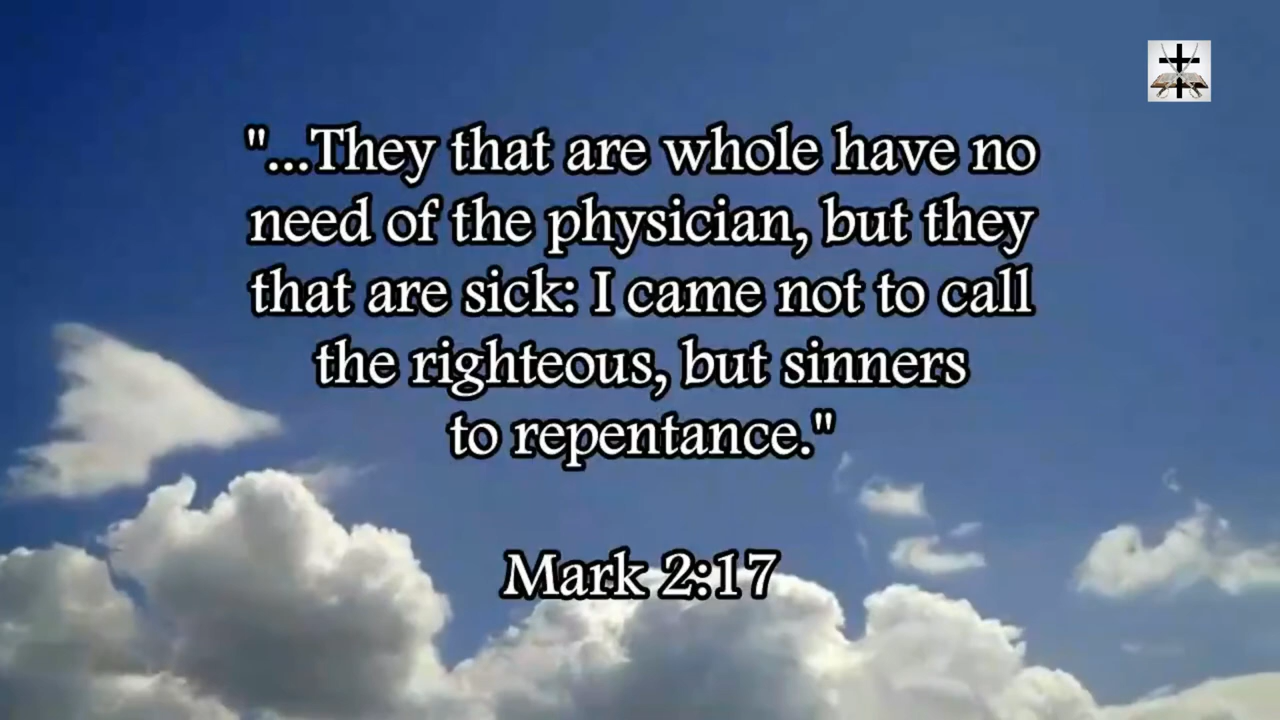 "...They that are whole have no
need of the physician, but they
that are sick: I came not to call
the righteous, but sinners
to repentance."
Mark 2:17